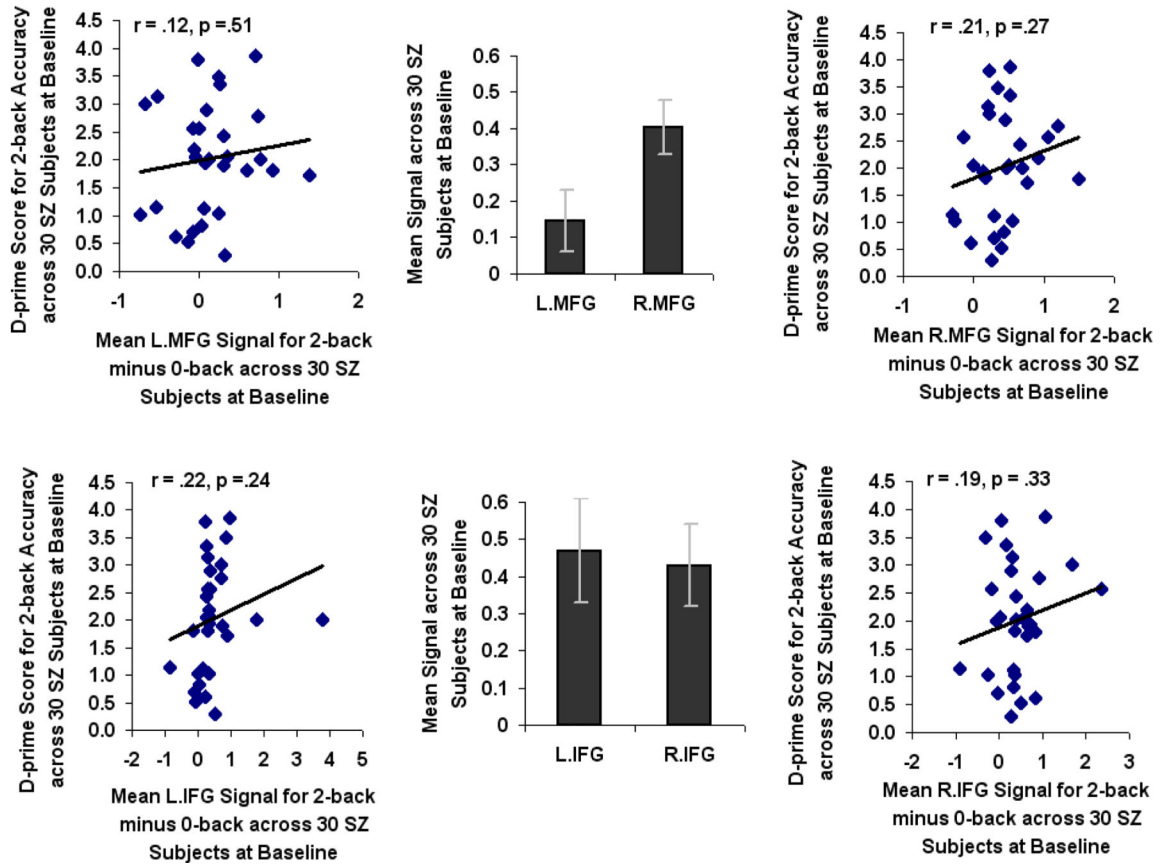 D-prime Score for 2-back Accuracy
across 30 SZ Subjects at Baseline
r = .12, p =.51
4.5
4.0
3.5
3.0
2.5
2.0
1.5
1.0
0.5
0.0
-1
0
1
2
Mean L.MFG Signal for 2-back
minus 0-back across 30 SZ
Subjects at Baseline
Mean Signal across 30 SZ
Subjects at Baseline
0.6
0.5
0.4
0.3
0.2
0.1
0
L.MFG
R.MFG
D-prime Score for 2-back Accuracy
across 30 SZ Subjects at Baseline
r = .21, p =.27
4.5
4.0
3.5
3.0
2.5
2.0
1.5
1.0
0.5
0.0
-1
0
1
2
Mean R.MFG Signal for 2-back
minus 0-back across 30 SZ
Subjects at Baseline
D-prime Score for 2-back Accuracy
across 30 SZ Subjects at Baseline
r = .22, p =.24
4.5
4.0
3.5
3.0
2.5
2.0
1.5
1.0
0.5
0.0
-2
-1
0
1
2
3
4
5
Mean L.IFG Signal for 2-back
minus 0-back across 30 SZ
Subjects at Baseline
Mean Signal across 30 SZ
Subjects at Baseline
0.6
0.5
0.4
0.3
0.2
0.1
0
L.IFG
R.IFG
D-prime Score for 2-back Accuracy
across 30 SZ Subjects at Baseline
r = .19, p = .33
4.5
4.0
3.5
3.0
2.5
2.0
1.5
1.0
0.5
0.0
-2
-1
0
1
2
3
Mean R.IFG Signal for 2-back
minus 0-back across 30 SZ
Subjects at Baseline